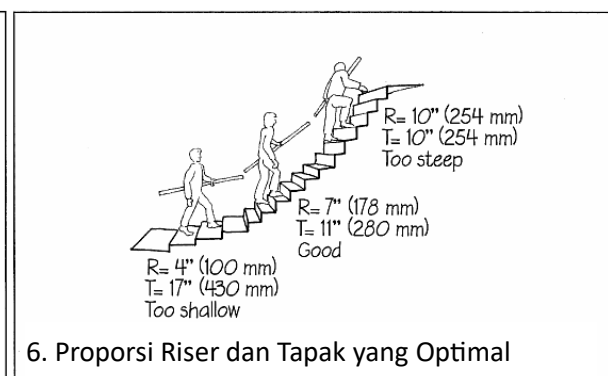 R= 10” (254 mm)
T= 10” (254 mm)
Too steep
R= 7” (178 mm)
T= 11” (280 mm)
Good
R= 4” (100 mm)
T= 17” (430 mm)
Too shallow
6. Proporsi Riser dan Tapak yang Optimal